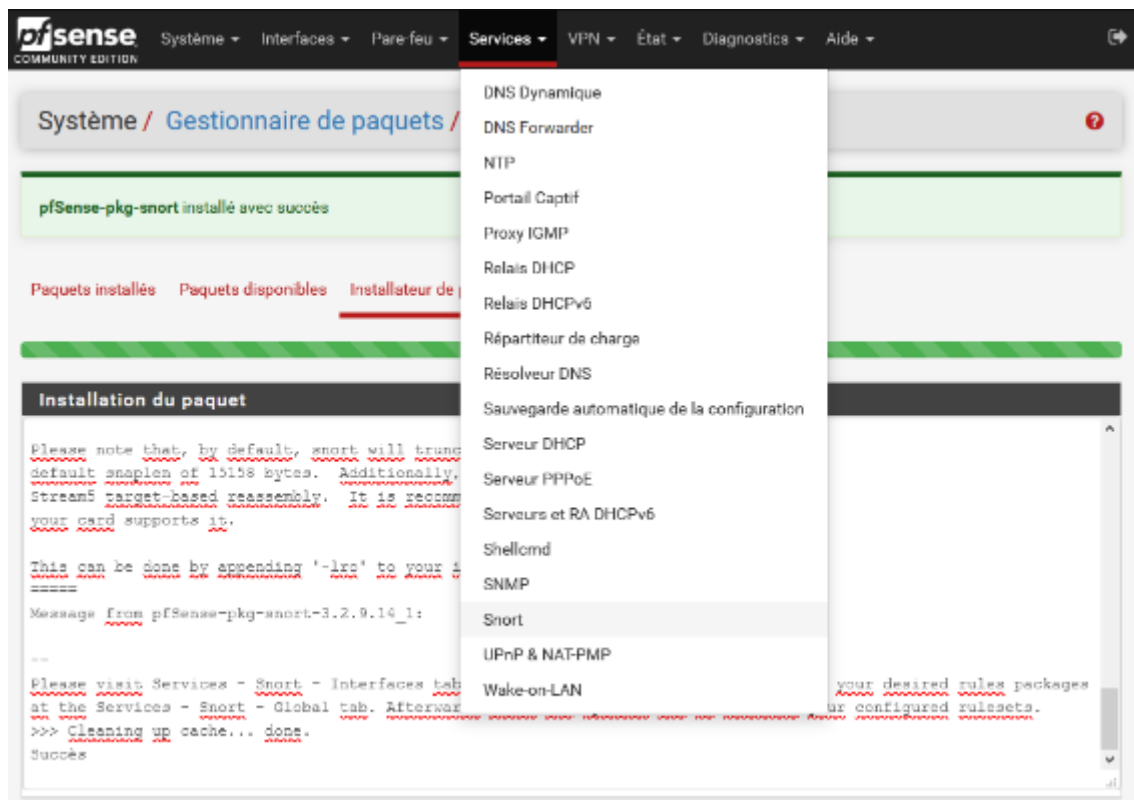 pfsense
COMMUNITY EDITION
Système Interfaces Pare-feu Services VPN État Diagnostics Aide
Système / Gestionnaire de paquets /
pfSense-pkg-snort installé avec succès
Paquets installés Paquets disponibles Installateur de
DNS Dynamique
DNS Forwarder
NTP
Portail Captif
Proxy IGMP
Relais DHCP
Relais DHCPv6
Répartiteur de charge
Résolveur DNS
Sauvegarde automatique de la configuration
Serveur DHCP
Serveur PPPoE
Serveurs et RA DHCPv6
Shellcmd
SNMP
Snort
UPnP & NAT-PMP
Wake-on-LAN
Installation du paquet
Please note that, by default, snort will trunc
default snaplen of 15158 bytes. Additionally,
Stream5 target-based reassembly. It is recomm
your card supports it.
This can be done by appending '-lro' to your i
=====
Message from pfSense-pkg-snort-3.2.9.14_1:
--
Please visit Services - Snort - Interfaces tab your desired rules packages
at the Services - Snort - Global tab. Afterwar ur configured rulesets.
>>> Cleaning up cache... done.
Succès